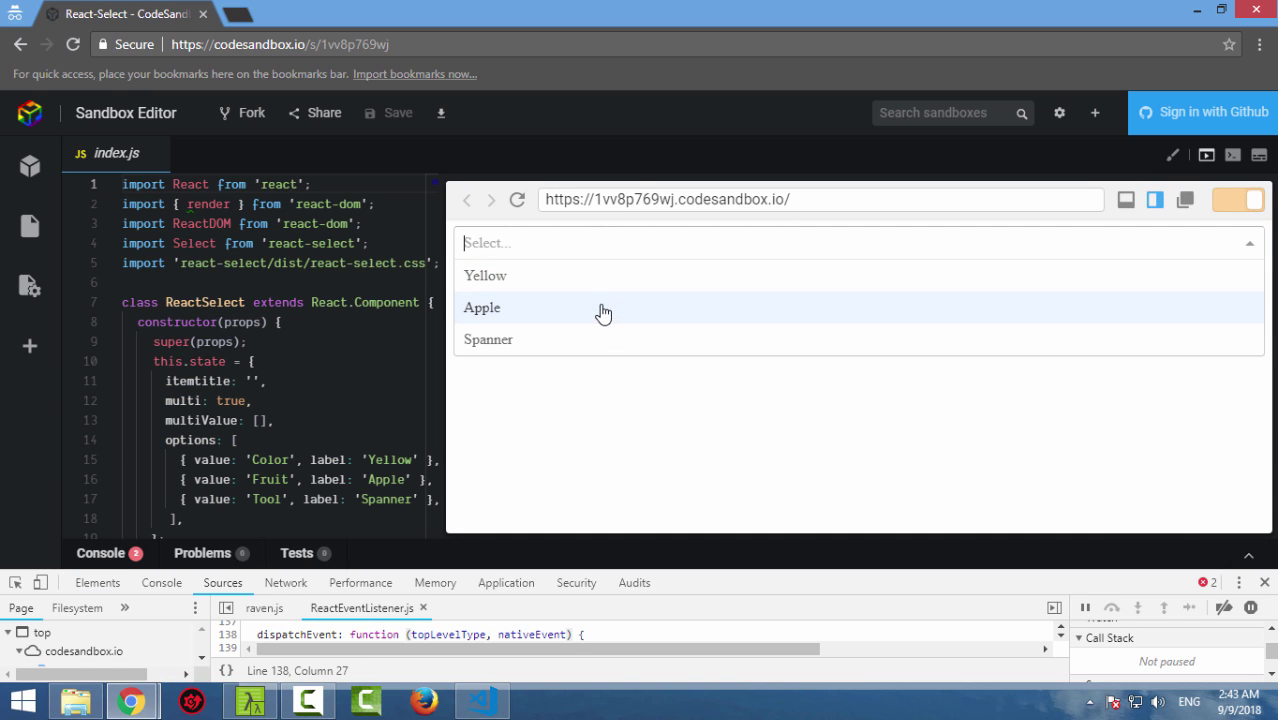 React-Select - CodeSandl
Secure
https://codesandbox.io/s/1vv8p769wj
For quick access, place your bookmarks here on the bookmarks bar. Import bookmarks now...
Sandbox Editor
Fork
Share
Save
Search sandboxes
Sign in with Github
JS index.js
https://1vv8p769wj.codesandbox.io/
1 import React from 'react';
2 import { render } from 'react-dom';
3 import ReactDOM from 'react-dom';
4 import Select from 'react-select';
5 import 'react-select/dist/react-select.css';
6
7 class ReactSelect extends React.Component {
8 constructor(props) {
9 super(props);
10 this.state = {
11 itemtitle: '',
12 multi: true,
13 multiValue: [],
14 options: [
15 { value: 'Color', label: 'Yellow' },
16 { value: 'Fruit', label: 'Apple' },
17 { value: 'Tool', label: 'Spanner' },
18 ],
19 };
Select...
Yellow
Apple
Spanner
Console 2
Problems 0
Tests 0
Elements
Console
Sources
Network
Performance
Memory
Application
Security
Audits
2
Page
Filesystem
»
raven.js
ReactEventListener.js
top
codesandbox.io
137
138 dispatchEvent: function (topLevelType, nativeEvent) {
139
{} Line 138, Column 27
Call Stack
Not paused
ENG
2:43 AM
9/9/2018